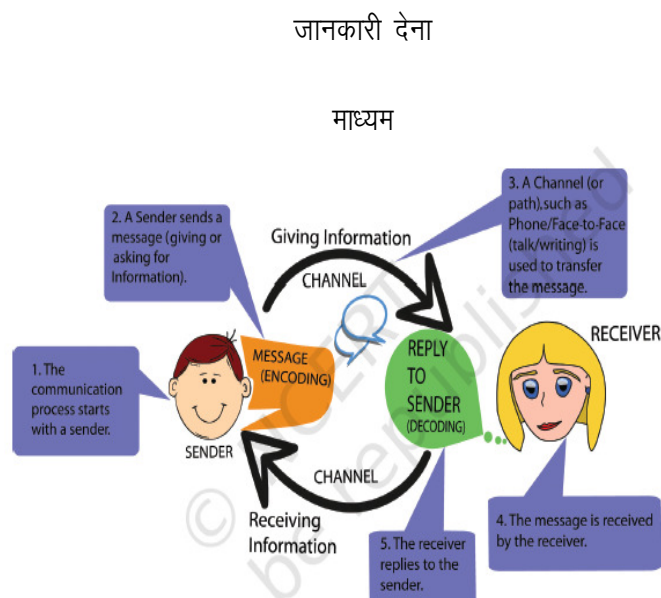 जानकारी देना
माध्यम
2. A Sender sends a
message (giving or
asking for
Information).
Giving Information
CHANNEL
3. A Channel (or
path),such as
Phone/Face-to-Face
(talk/writing) is
used to transfer
the message.
1. The
communication
process starts
with a sender.
SENDER
MESSAGE
(ENCODING)
REPLY
TO
SENDER
(DECODING)
RECEIVER
CHANNEL
Receiving
Information
4. The message is received
by the receiver.
5. The receiver
replies to the
sender.
© NCERT
be republished